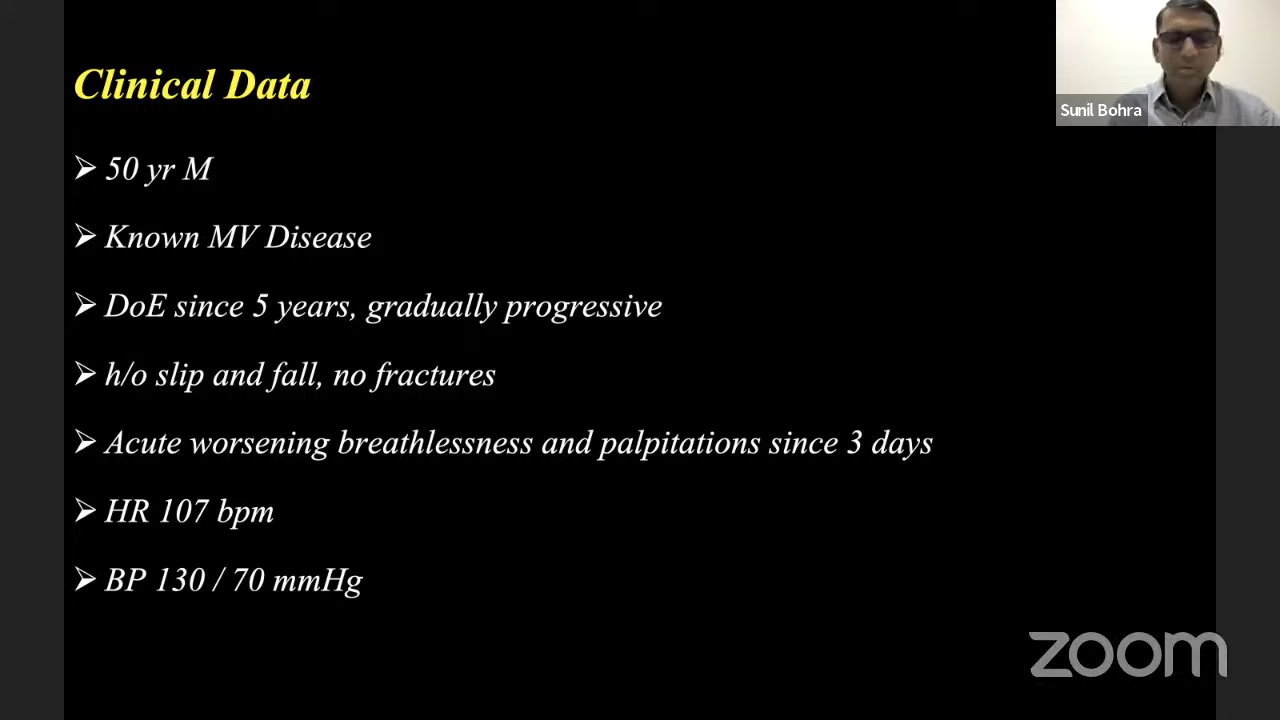 Clinical Data
50 yr M
Known MV Disease
DoE since 5 years, gradually progressive
h/o slip and fall, no fractures
Acute worsening breathlessness and palpitations since 3 days
HR 107 bpm
BP 130 / 70 mmHg
Sunil Bohra
zoom